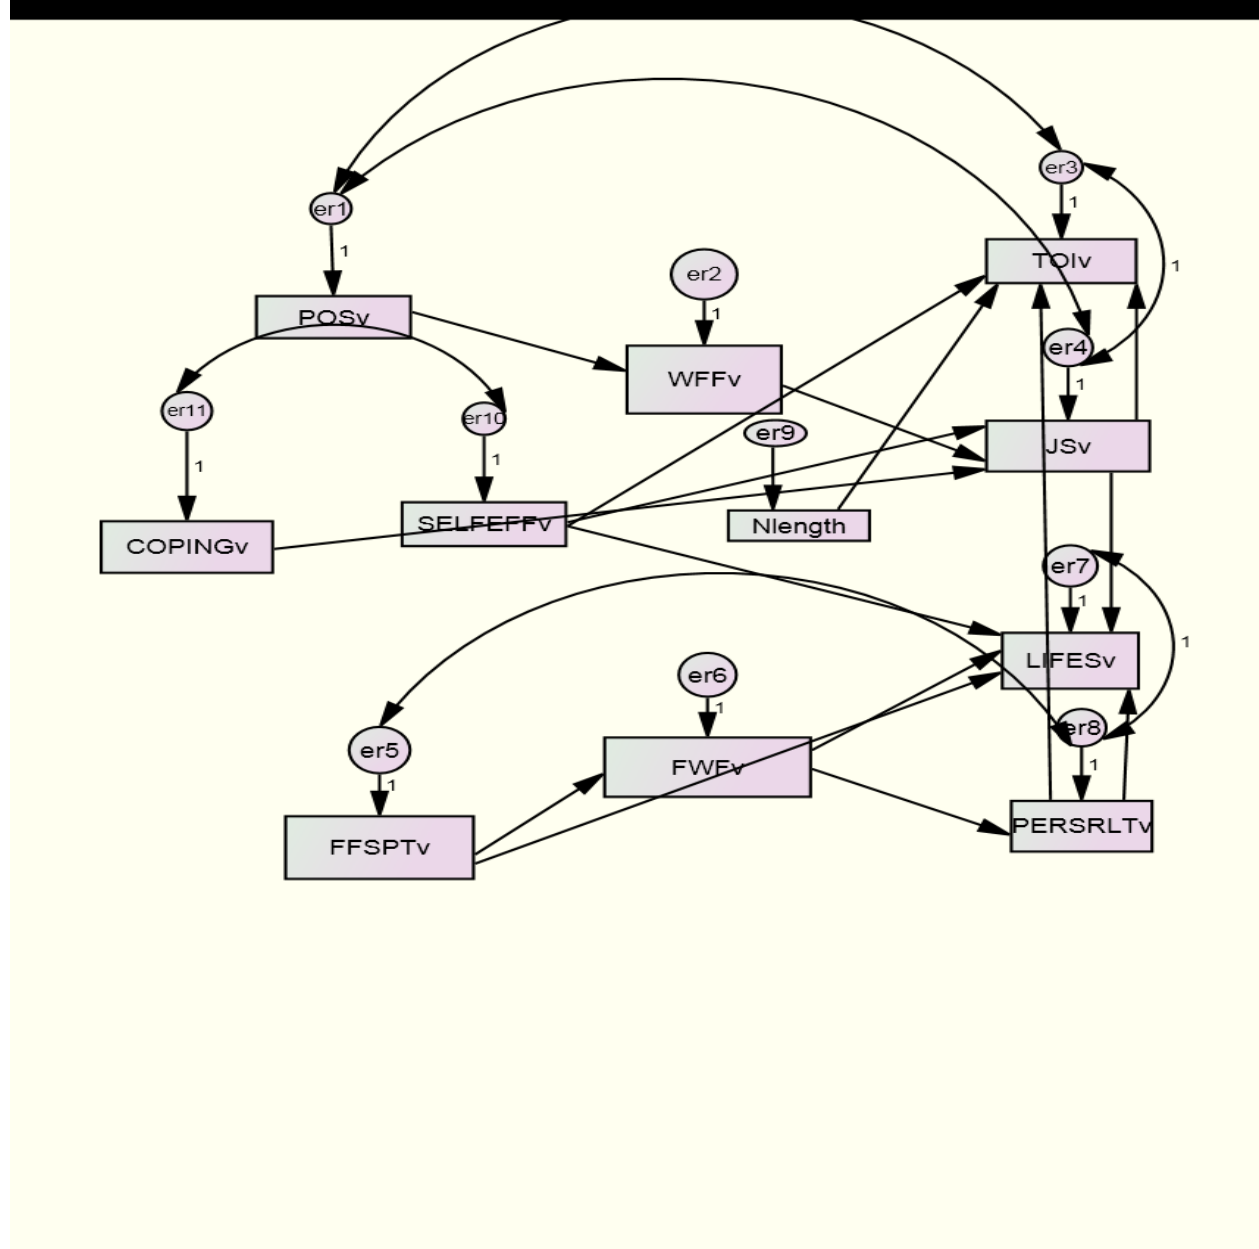 er3
1
er1
1
TOIv
1
er2
1
POSv
er4
WFFv
1
er11
er10
er9
JSv
1
1
SELFEFFv
Nlength
COPINGv
er7
1
1
LIFESv
er6
1
er8
er5
1
FWFv
1
PERSRLTv
FFSPTv